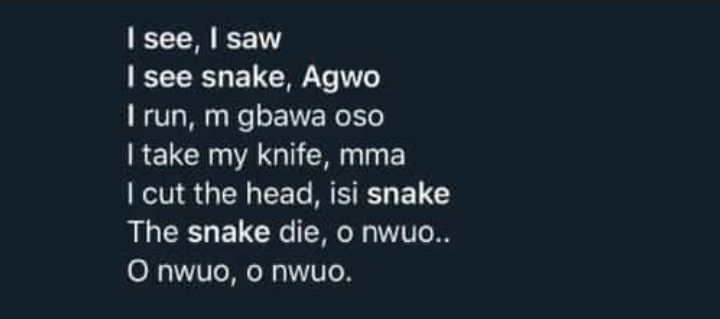 I see, I saw
I see snake, Agwo
I run, m gbawa oso
I take my knife, mma
I cut the head, isi snake
The snake die, o nwuo..
O nwuo, o nwuo.